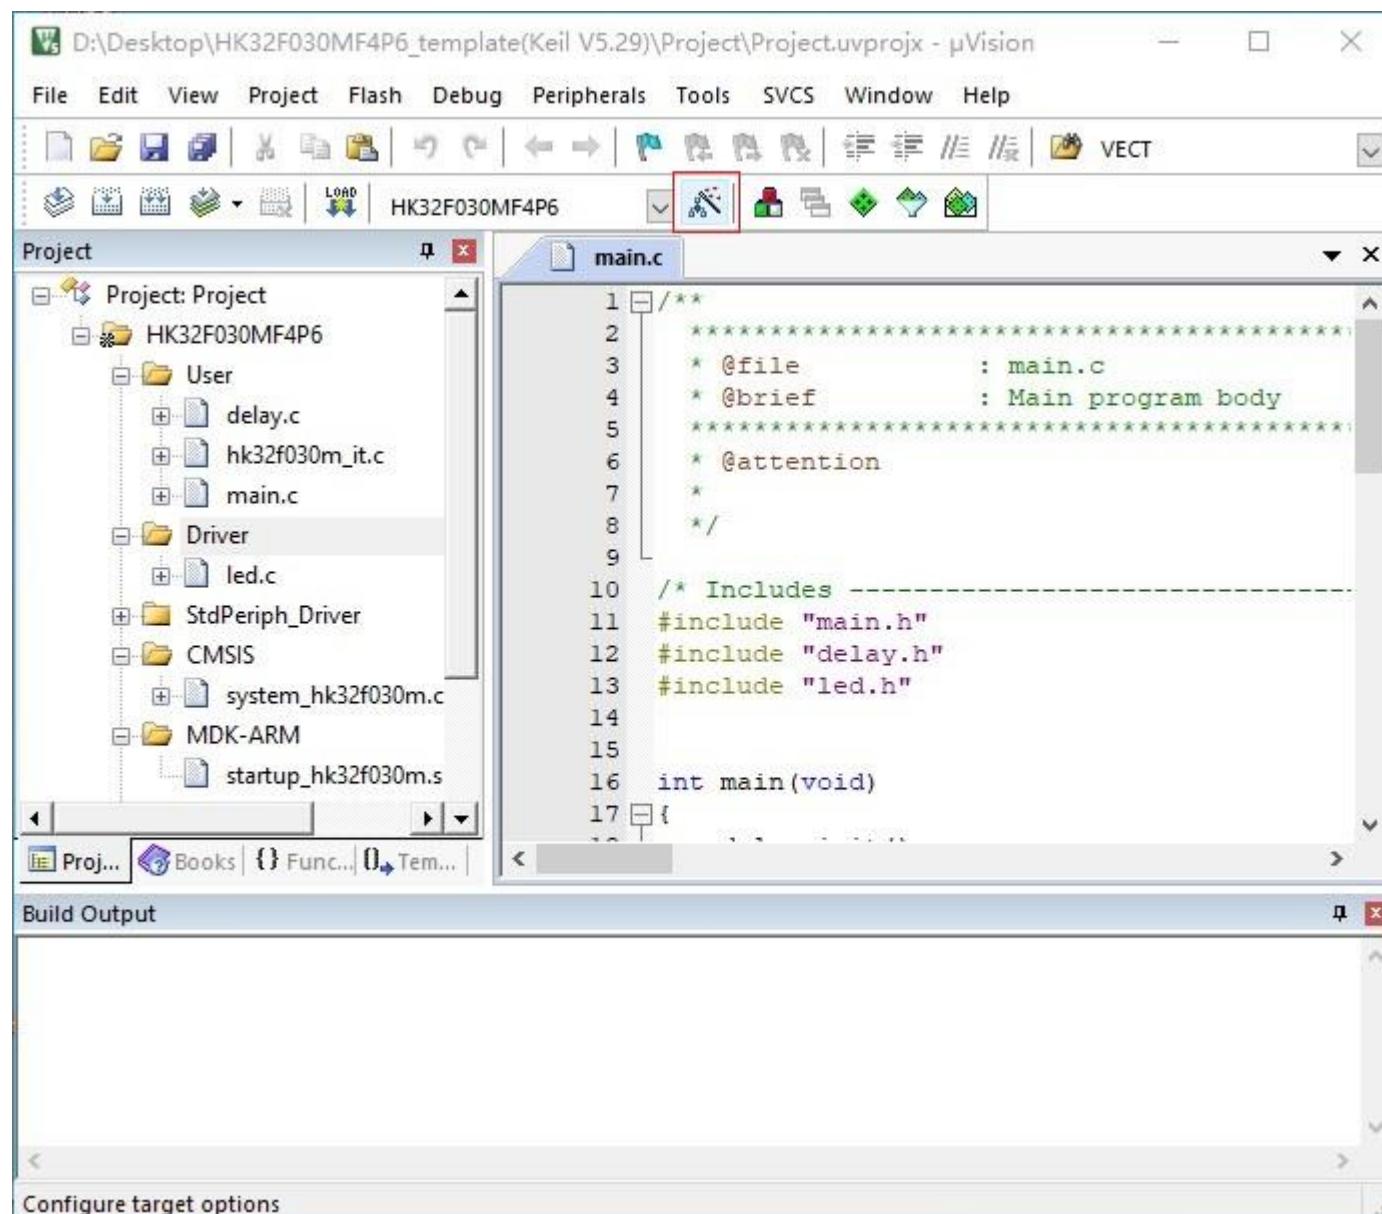 D:\Desktop\HK32F030MF4P6_template(Keil V5.29)\Project\Project.uvprojx - µVision
File Edit View Project Flash Debug Peripherals Tools SVCS Window Help
VECT
LOAD
HK32F030MF4P6
Project
main.c
Project: Project
HK32F030MF4P6
User
delay.c
hk32f030m_it.c
main.c
Driver
led.c
StdPeriph_Driver
CMSIS
system_hk32f030m.c
MDK-ARM
startup_hk32f030m.s
Proj... Books {} Func... Tem...
1 /**
2 ******************************************
3 * @file : main.c
4 * @brief : Main program body
5 ******************************************
6 * @attention
7 *
8 */
9
10 /* Includes --------------------------------
11 #include "main.h"
12 #include "delay.h"
13 #include "led.h"
14
15
16 int main(void)
17 {
Build Output
Configure target options